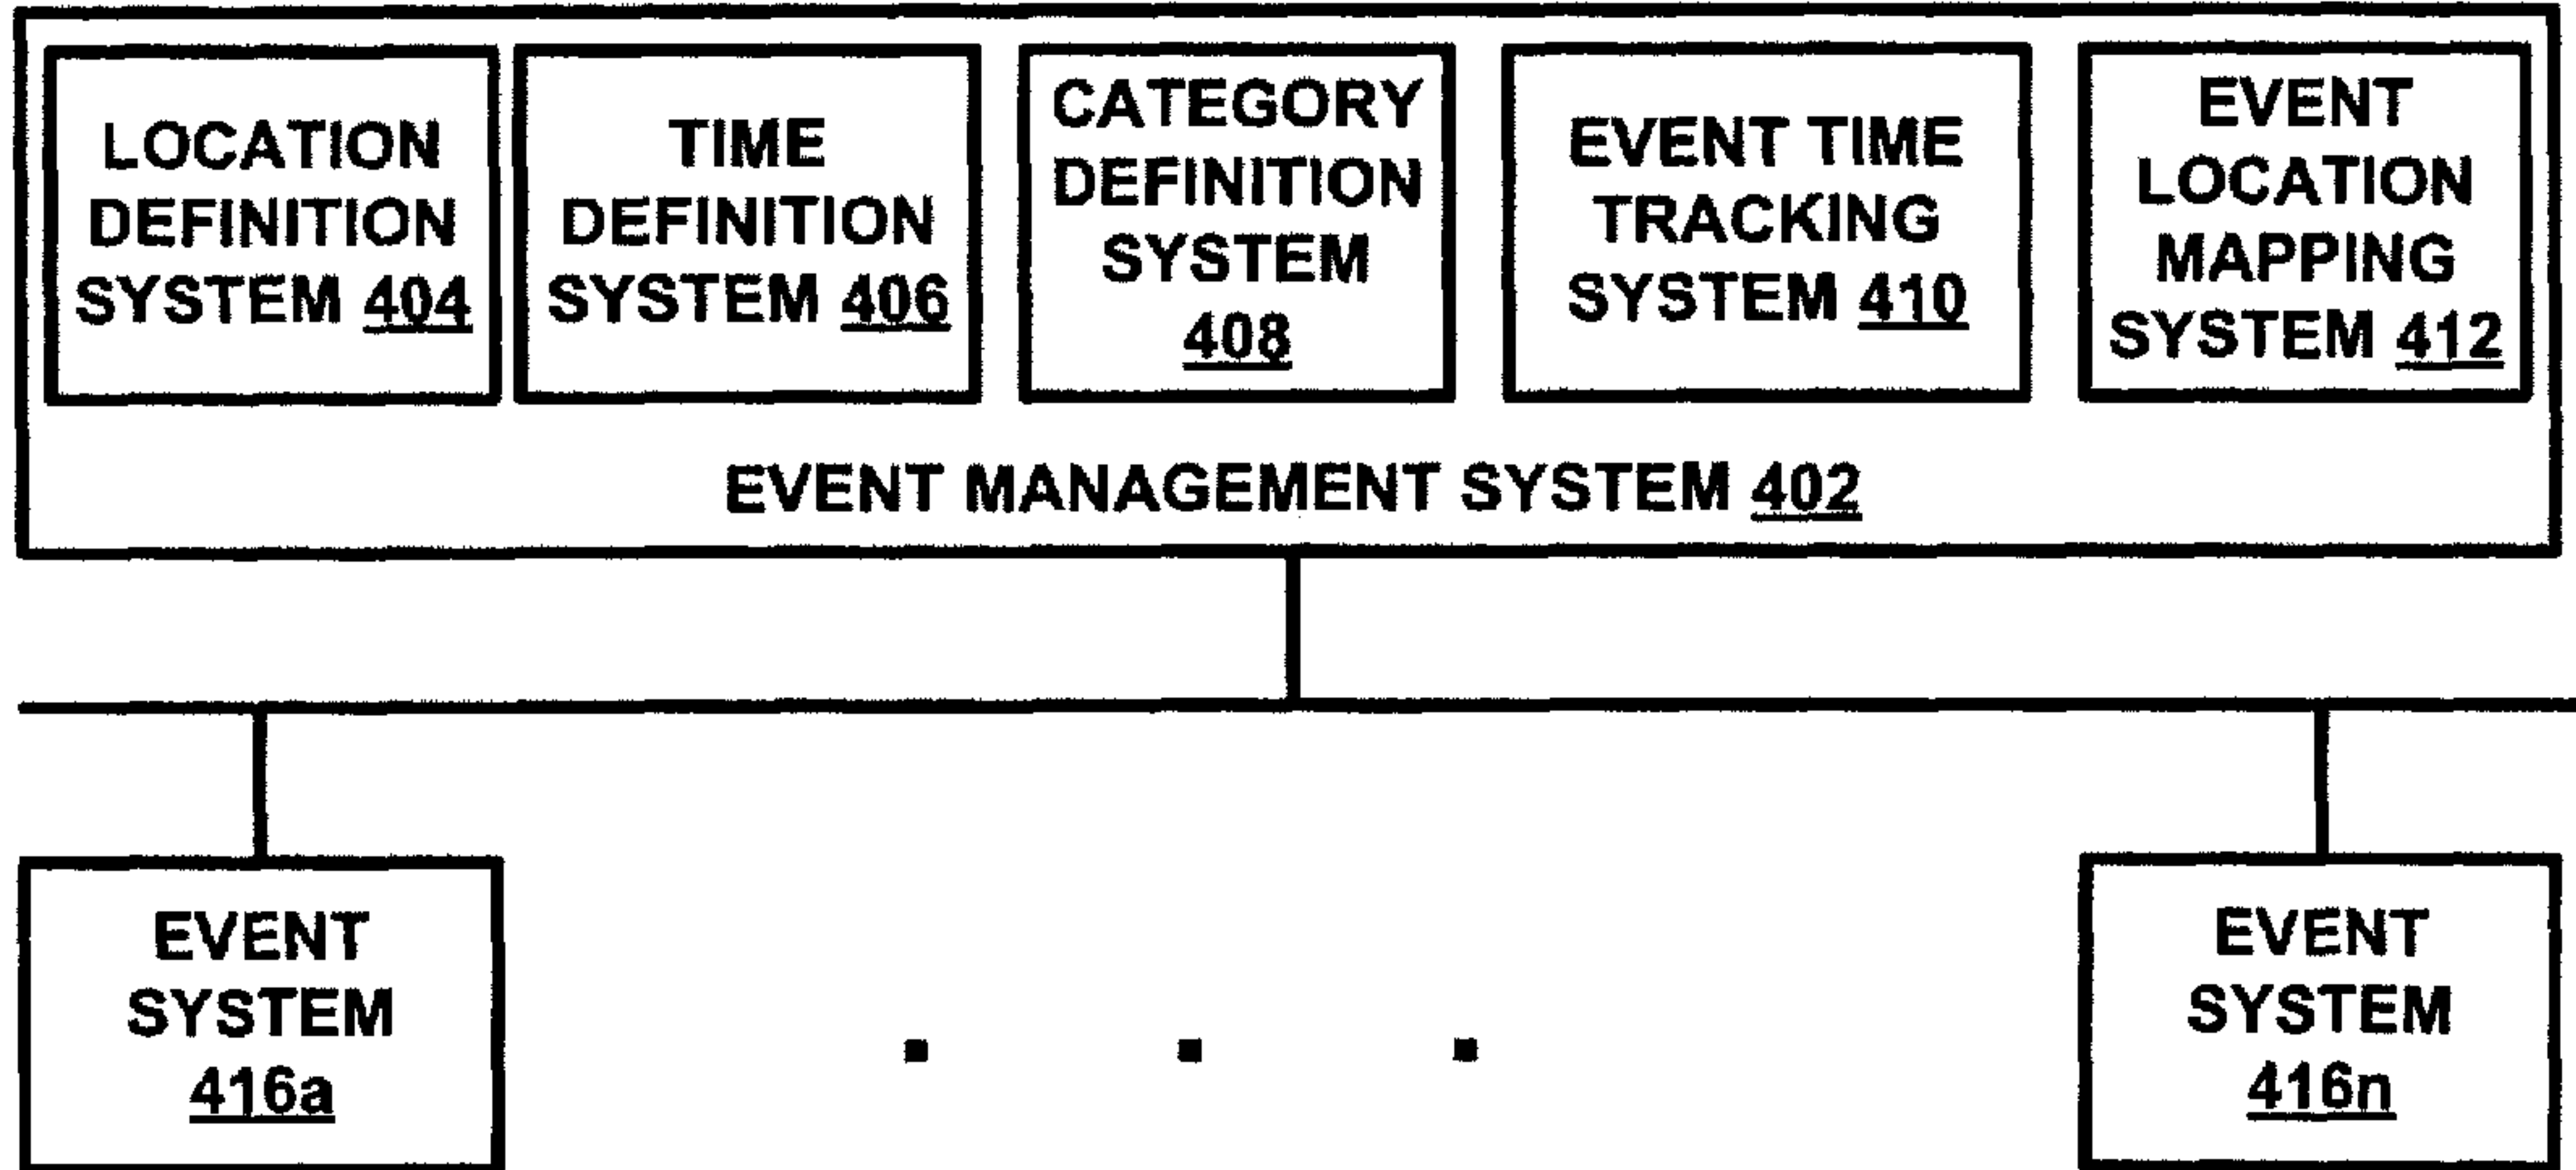 LOCATION
DEFINITION
SYSTEM 404
TIME
DEFINITION
SYSTEM 406
CATEGORY
DEFINITION
SYSTEM
408
EVENT TIME
TRACKING
SYSTEM 410
EVENT
LOCATION
MAPPING
SYSTEM 412
EVENT MANAGEMENT SYSTEM 402
EVENT
SYSTEM
416a
EVENT
SYSTEM
416n